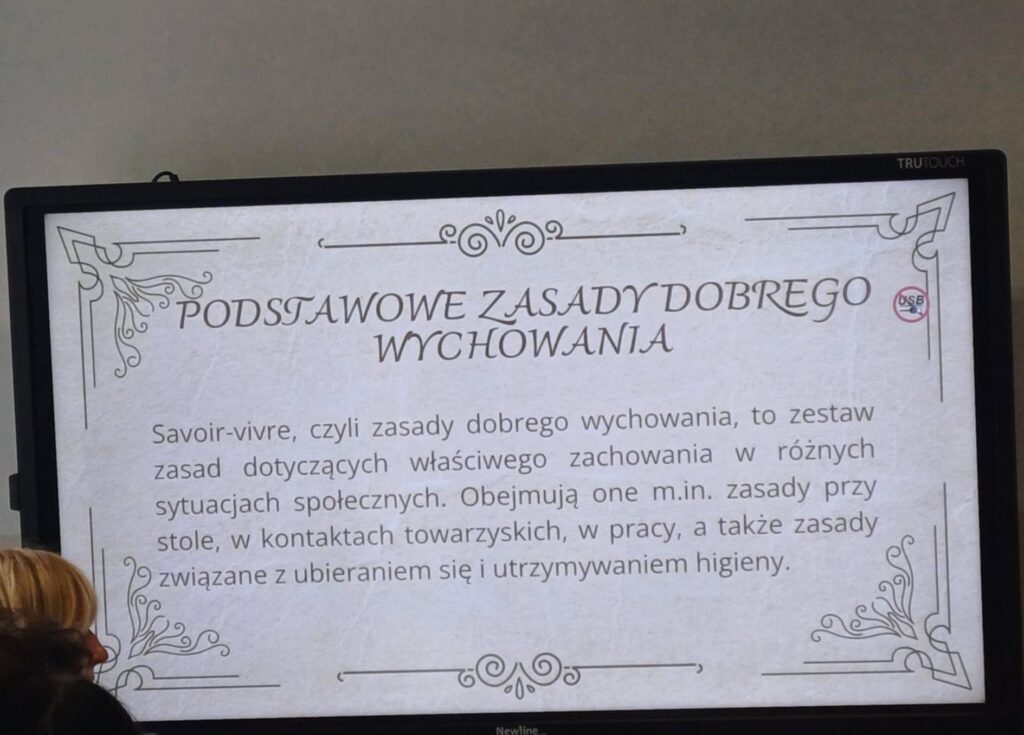 TRUTOUCH
PODSTAWOWE ZASADY DOBREGO
WYCHOWANIA
USB
Savoir-vivre, czyli zasady dobrego wychowania, to zestaw
zasad dotyczących właściwego zachowania w różnych
sytuacjach społecznych. Obejmują one m.in. zasady przy
stole, w kontaktach towarzyskich, w pracy, a także zasady
związane z ubieraniem się i utrzymywaniem higieny.
Newline